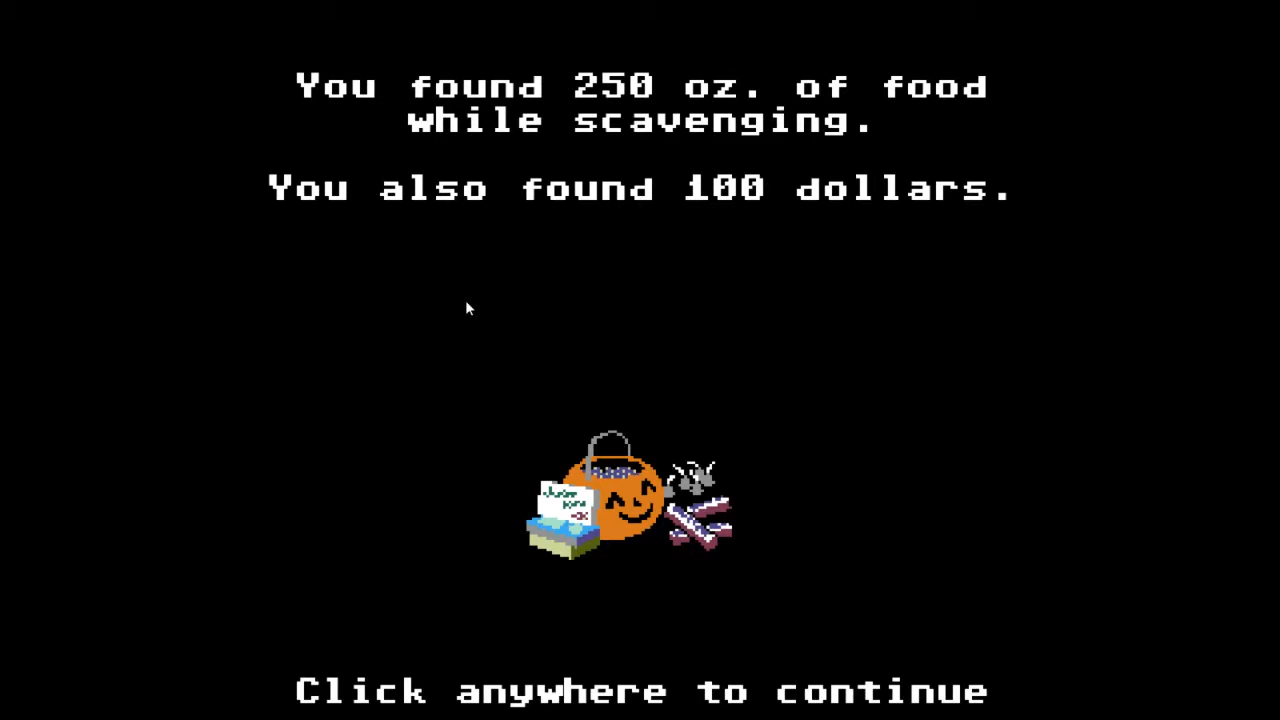 You found 250 oz. of food
while scavenging.
You also found 100 dollars.
Click anywhere to continue